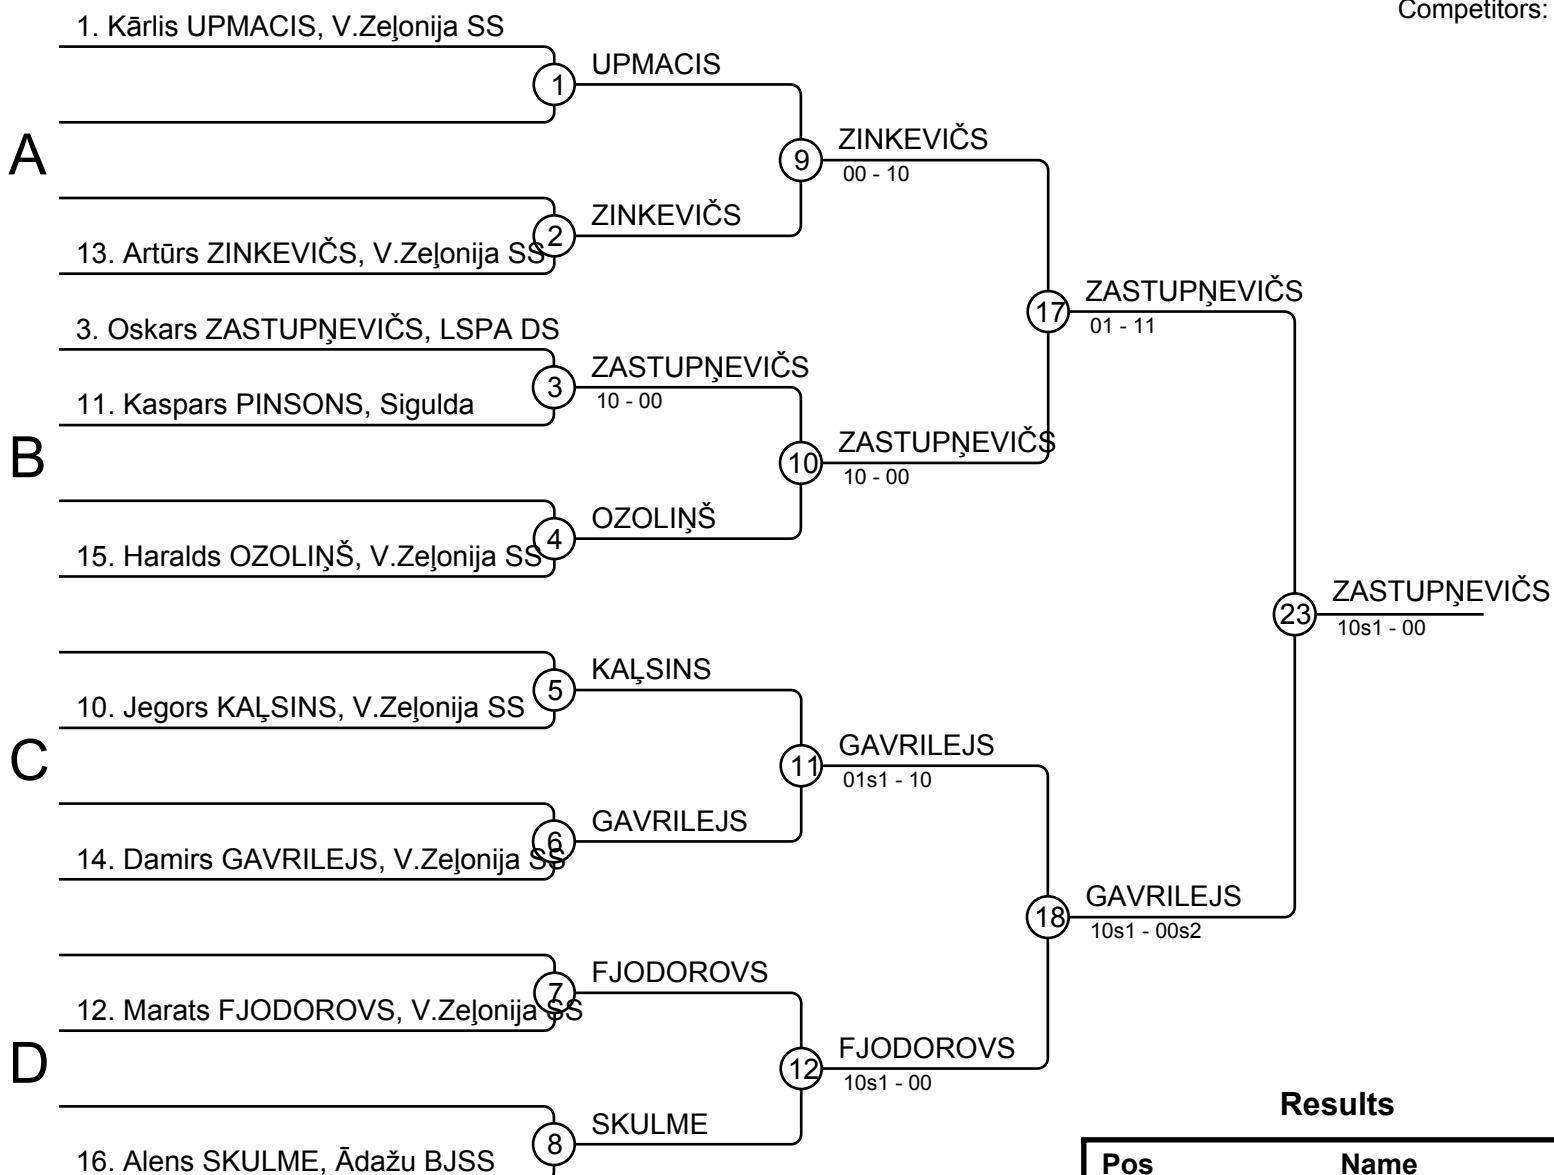 Competitors:
1. Kārlis UPMACIS, V.Zeļonija SS
1
UPMACIS
A
9
ZINKEVIČS
00 - 10
2
ZINKEVIČS
13. Artūrs ZINKEVIČS, V.Zeļonija SS
17
ZASTUPŅEVIČS
01 - 11
3. Oskars ZASTUPŅEVIČS, LSPA DS
3
ZASTUPŅEVIČS
10 - 00
11. Kaspars PINSONS, Sigulda
B
10
ZASTUPŅEVIČS
10 - 00
4
OZOLIŅŠ
15. Haralds OZOLIŅŠ, V.Zeļonija SS
23
ZASTUPŅEVIČS
10s1 - 00
5
KAĻSINS
10. Jegors KAĻSINS, V.Zeļonija SS
C
11
GAVRILEJS
01s1 - 10
6
GAVRILEJS
14. Damirs GAVRILEJS, V.Zeļonija SS
18
GAVRILEJS
10s1 - 00s2
7
FJODOROVS
12. Marats FJODOROVS, V.Zeļonija SS
D
12
FJODOROVS
10s1 - 00
8
SKULME
16. Alens SKULME, Ādažu BJSS
Results
Pos Name